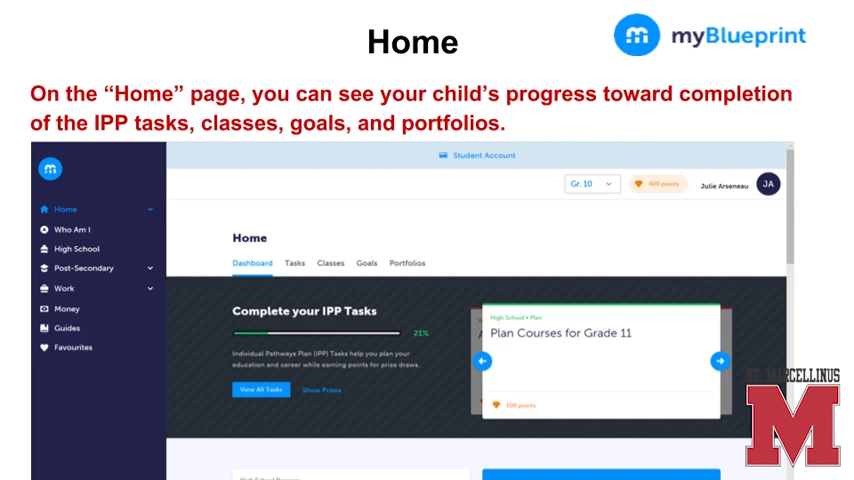 Home
myBlueprint
On the “Home” page, you can see your child’s progress toward completion
of the IPP tasks, classes, goals, and portfolios.
Student Account
Gr. 10
400 points
Julie Arseneau
JA
Home
Who Am I
High School
Post-Secondary
Work
Money
Guides
Favourites
Home
Dashboard Tasks Classes Goals Portfolios
Complete your IPP Tasks
21%
Individual Pathways Plan (IPP) Tasks help you plan your
education and career while earning points for prize draws.
View All Tasks Show Prizes
High School • Plan
Plan Courses for Grade 11
100 points
ST. MARCELLINUS
M
High School Progress